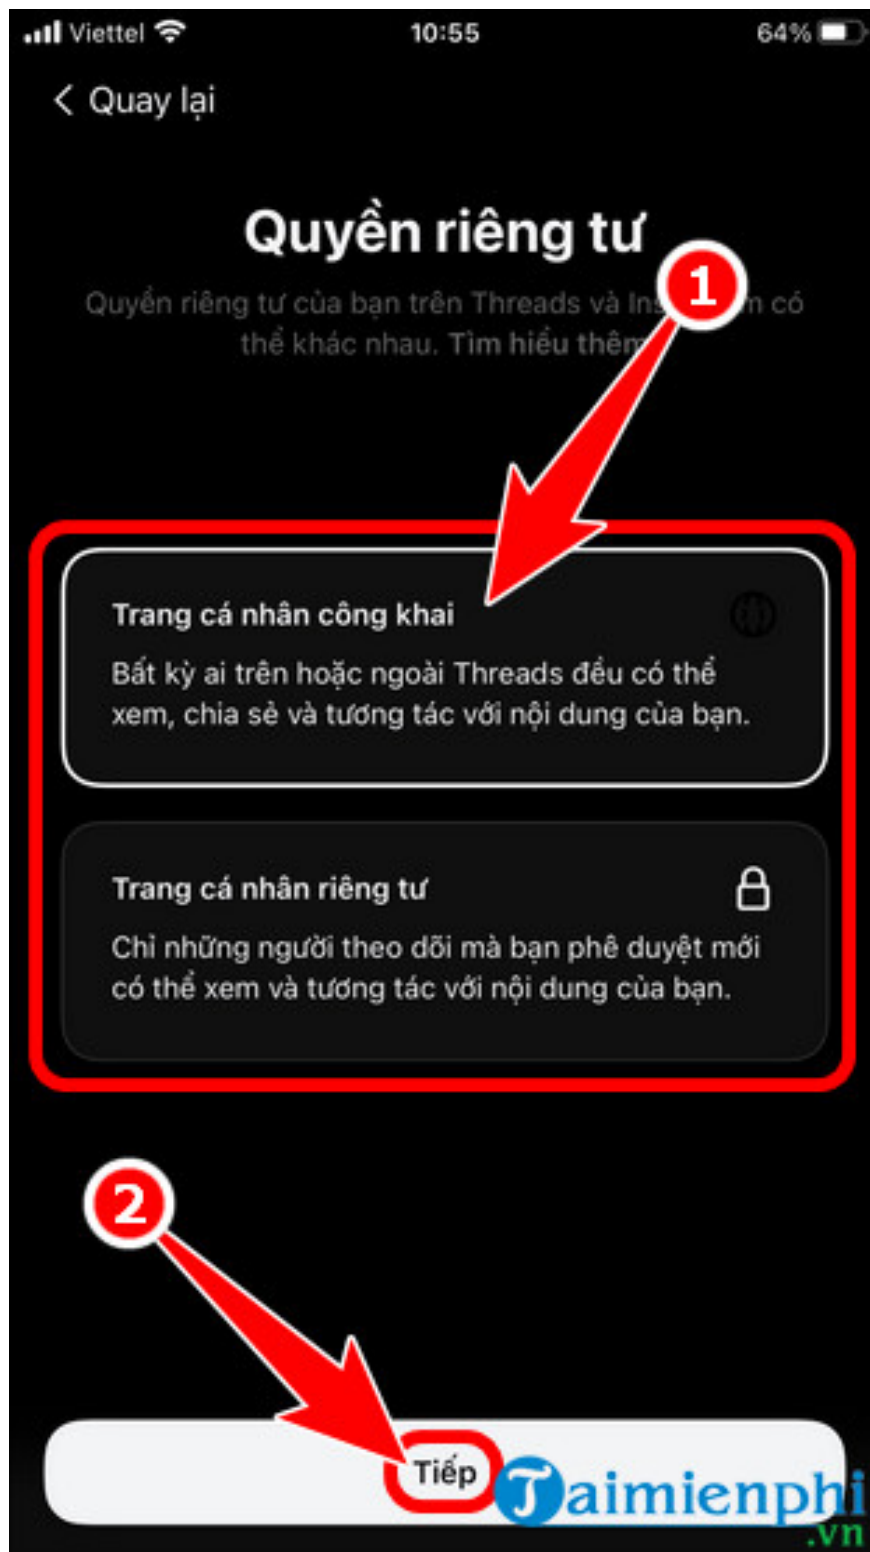 Viettel 10:55 64%
Quay lại
Quyền riêng tư
1
Quyền riêng tư của bạn trên Threads và có
thể khác nhau. Tìm hiểu thêm
Trang cá nhân công khai
Bất kỳ ai trên hoặc ngoài Threads đều có thể
xem, chia sẻ và tương tác với nội dung của bạn.
Trang cá nhân riêng tư
Chỉ những người theo dõi mà bạn phê duyệt mới
có thể xem và tương tác với nội dung của bạn.
2
Tiếp
Taimienphi
.vn